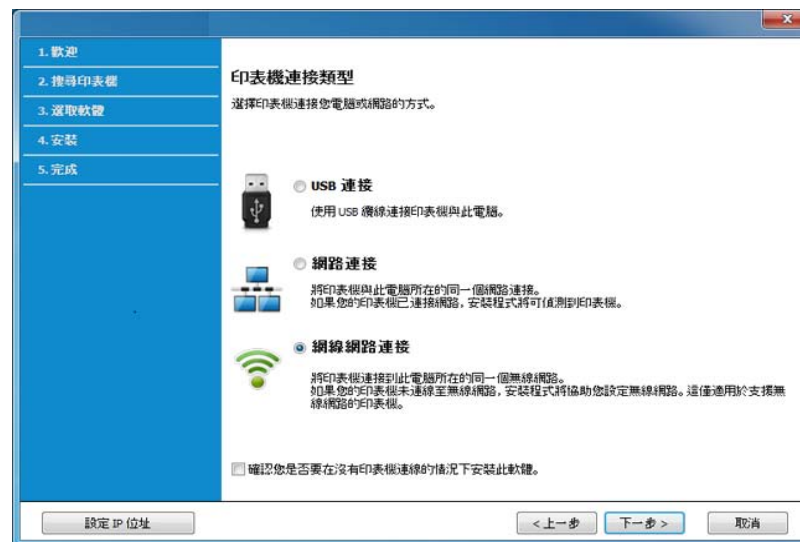 1. 歡迎
2. 搜尋印表機
3. 選取軟體
4. 安裝
5. 完成
印表機連接類型
選擇印表機連接您電腦或網路的方式。
USB 連接
使用 USB 纜線連接印表機與此電腦。
網路連接
將印表機與此電腦所在的同一個網路連接。
如果您的印表機已連接網路，安裝程式將可偵測到印表機。
網線網路連接
將印表機連接到此電腦所在的同一個無線網路。
如果您的印表機未連線至無線網路，安裝程式將協助您設定無線網路。這僅適用於支援無
線網路的印表機。
確認您是否要在沒有印表機連線的情況下安裝此軟體。
設定 IP 位址
< 上一步
下一步 >
取消